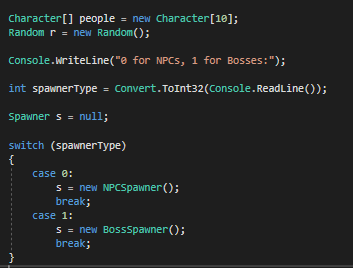 Character[] people = new Character[10];
Random r = new Random();
Console.WriteLine("0 for NPCs, 1 for Bosses:");
int spawnerType = Convert.ToInt32(Console.ReadLine());
Spawner s = null;
switch (spawnerType)
{
case 0:
s = new NPCSpawner();
break;
case 1:
s = new BossSpawner();
break;
}